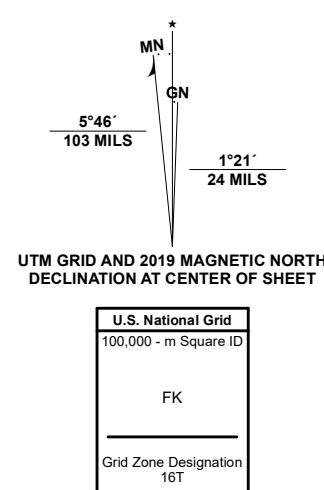 ★
MN
GN
5°46´
103 MILS
1°21´
24 MILS
UTM GRID AND 2019 MAGNETIC NORTH
DECLINATION AT CENTER OF SHEET
U.S. National Grid
100,000 - m Square ID
FK
Grid Zone Designation
16T